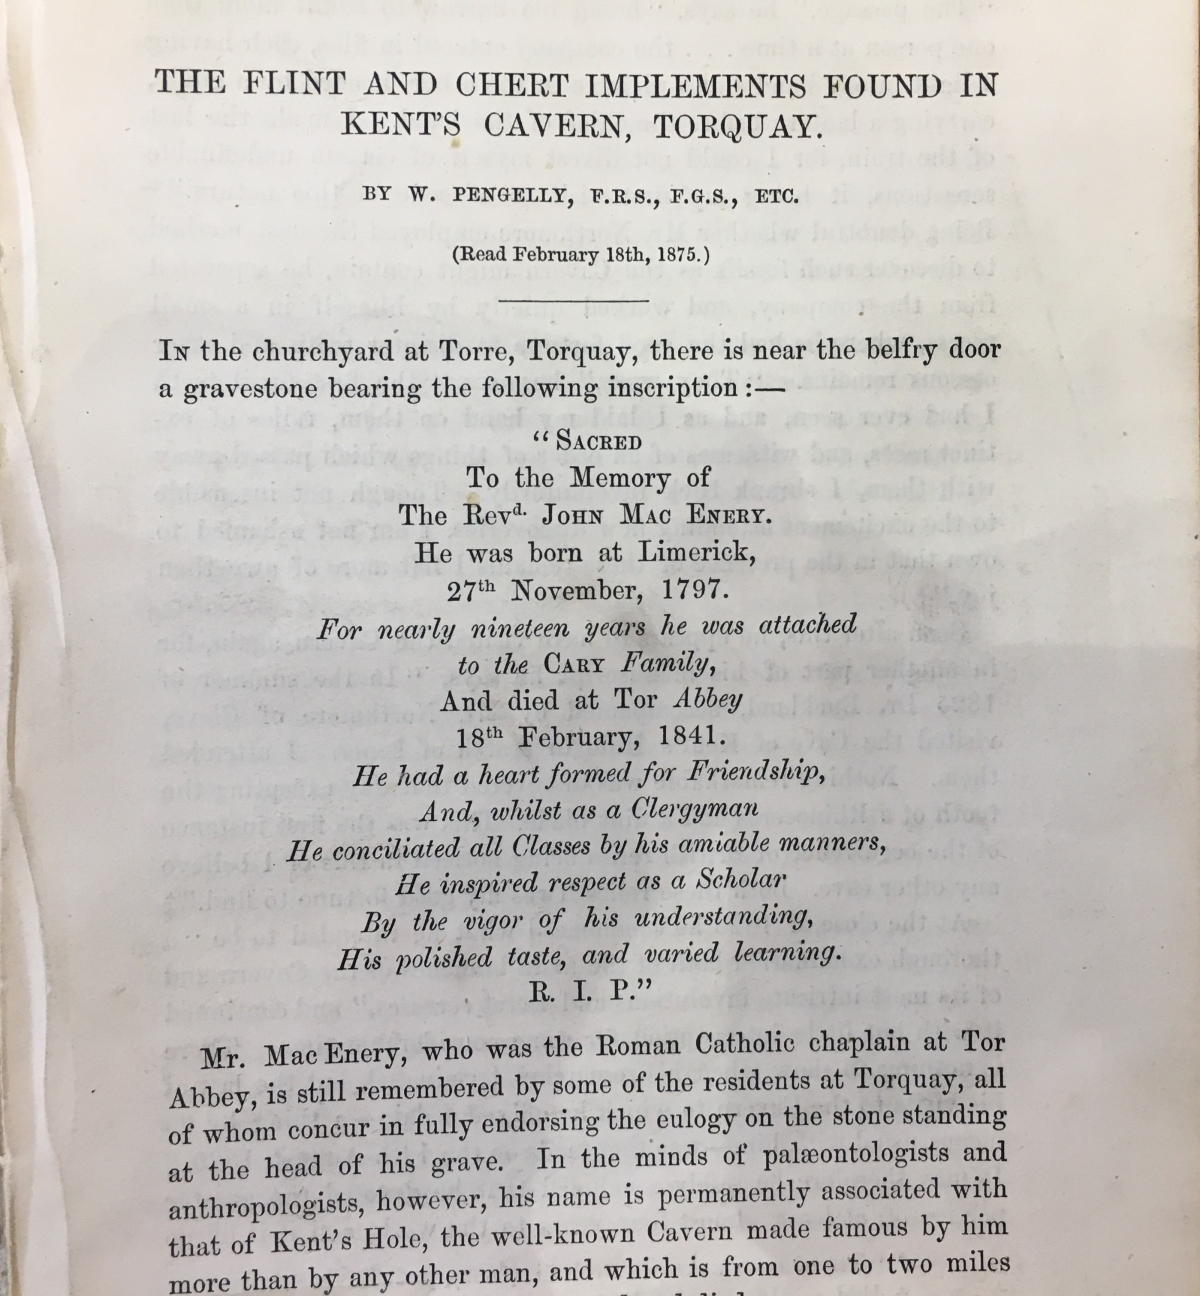 THE FLINT AND CHERT IMPLEMENTS FOUND IN
KENT'S CAVERN, TORQUAY.
BY W. PENGELLY, F.R.S., F.G.S., ETC.
(Read February 18th, 1875.)
IN the churchyard at Torre, Torquay, there is near the belfry door
a gravestone bearing the following inscription :—
“ SACRED
To the Memory of
The Revd. JOHN MAC ENERY.
He was born at Limerick,
27th November, 1797.
For nearly nineteen years he was attached
to the CARY Family,
And died at Tor Abbey
18th February, 1841.
He had a heart formed for Friendship,
And, whilst as a Clergyman
He conciliated all Classes by his amiable manners,
He inspired respect as a Scholar
By the vigor of his understanding,
His polished taste, and varied learning.
R. I. P.”
Mr. Mac Enery, who was the Roman Catholic chaplain at Tor
Abbey, is still remembered by some of the residents at Torquay, all
of whom concur in fully endorsing the eulogy on the stone standing
at the head of his grave. In the minds of palæontologists and
anthropologists, however, his name is permanently associated with
that of Kent's Hole, the well-known Cavern made famous by him
more than by any other man, and which is from one to two miles